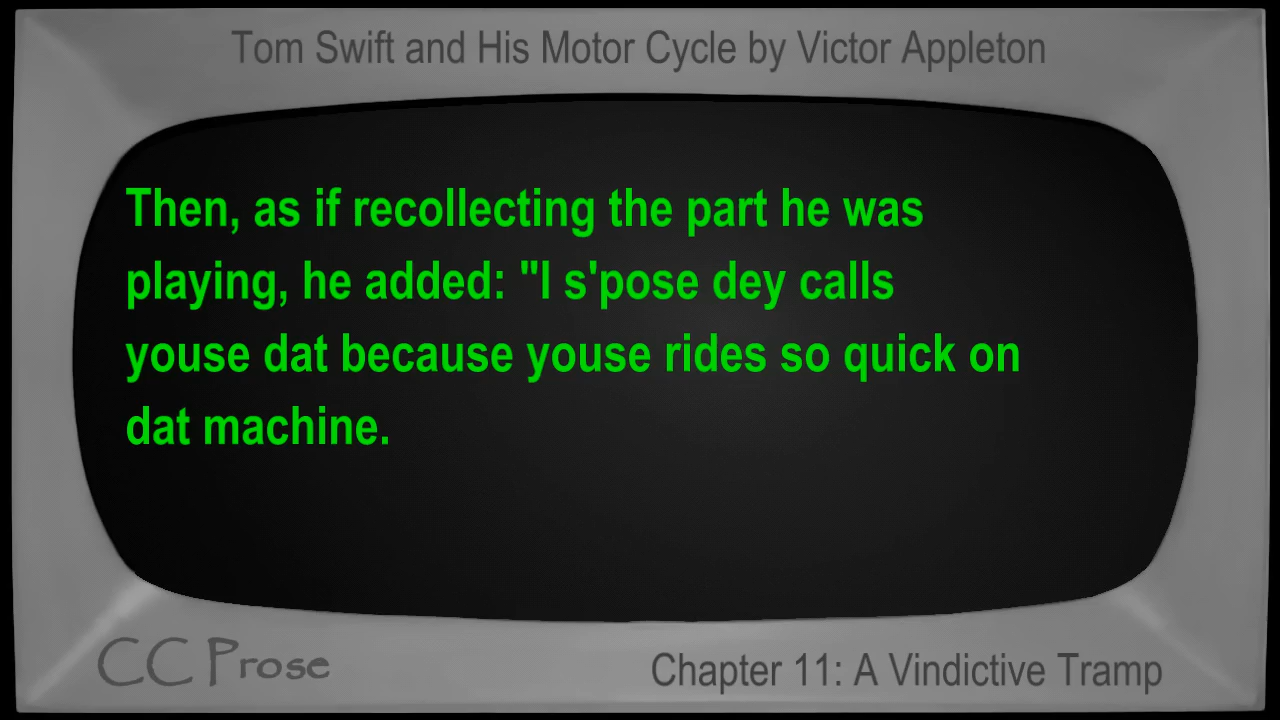 Tom Swift and His Motor Cycle by Victor Appleton
Then, as if recollecting the part he was
playing, he added: "I s'pose dey calls
youse dat because youse rides so quick on
dat machine.
CC Prose
Chapter 11: A Vindictive Tramp